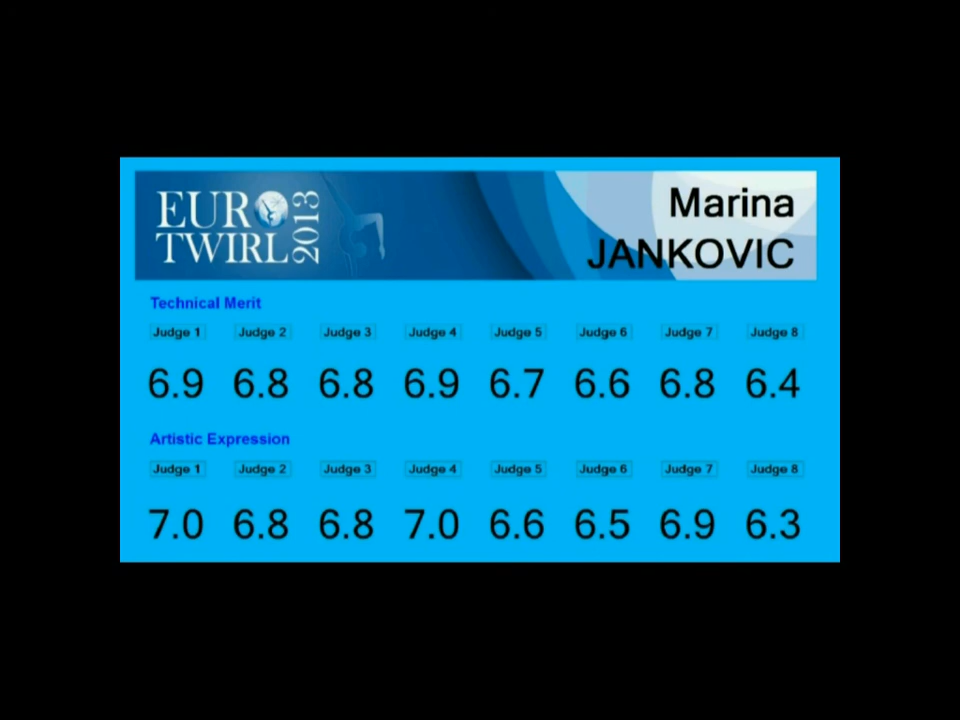 EURO
TWIRL 2013
Marina
JANKOVIC
Technical Merit
Judge 1 Judge 2 Judge 3 Judge 4 Judge 5 Judge 6 Judge 7 Judge 8
6.9 6.8 6.8 6.9 6.7 6.6 6.8 6.4
Artistic Expression
Judge 1 Judge 2 Judge 3 Judge 4 Judge 5 Judge 6 Judge 7 Judge 8
7.0 6.8 6.8 7.0 6.6 6.5 6.9 6.3